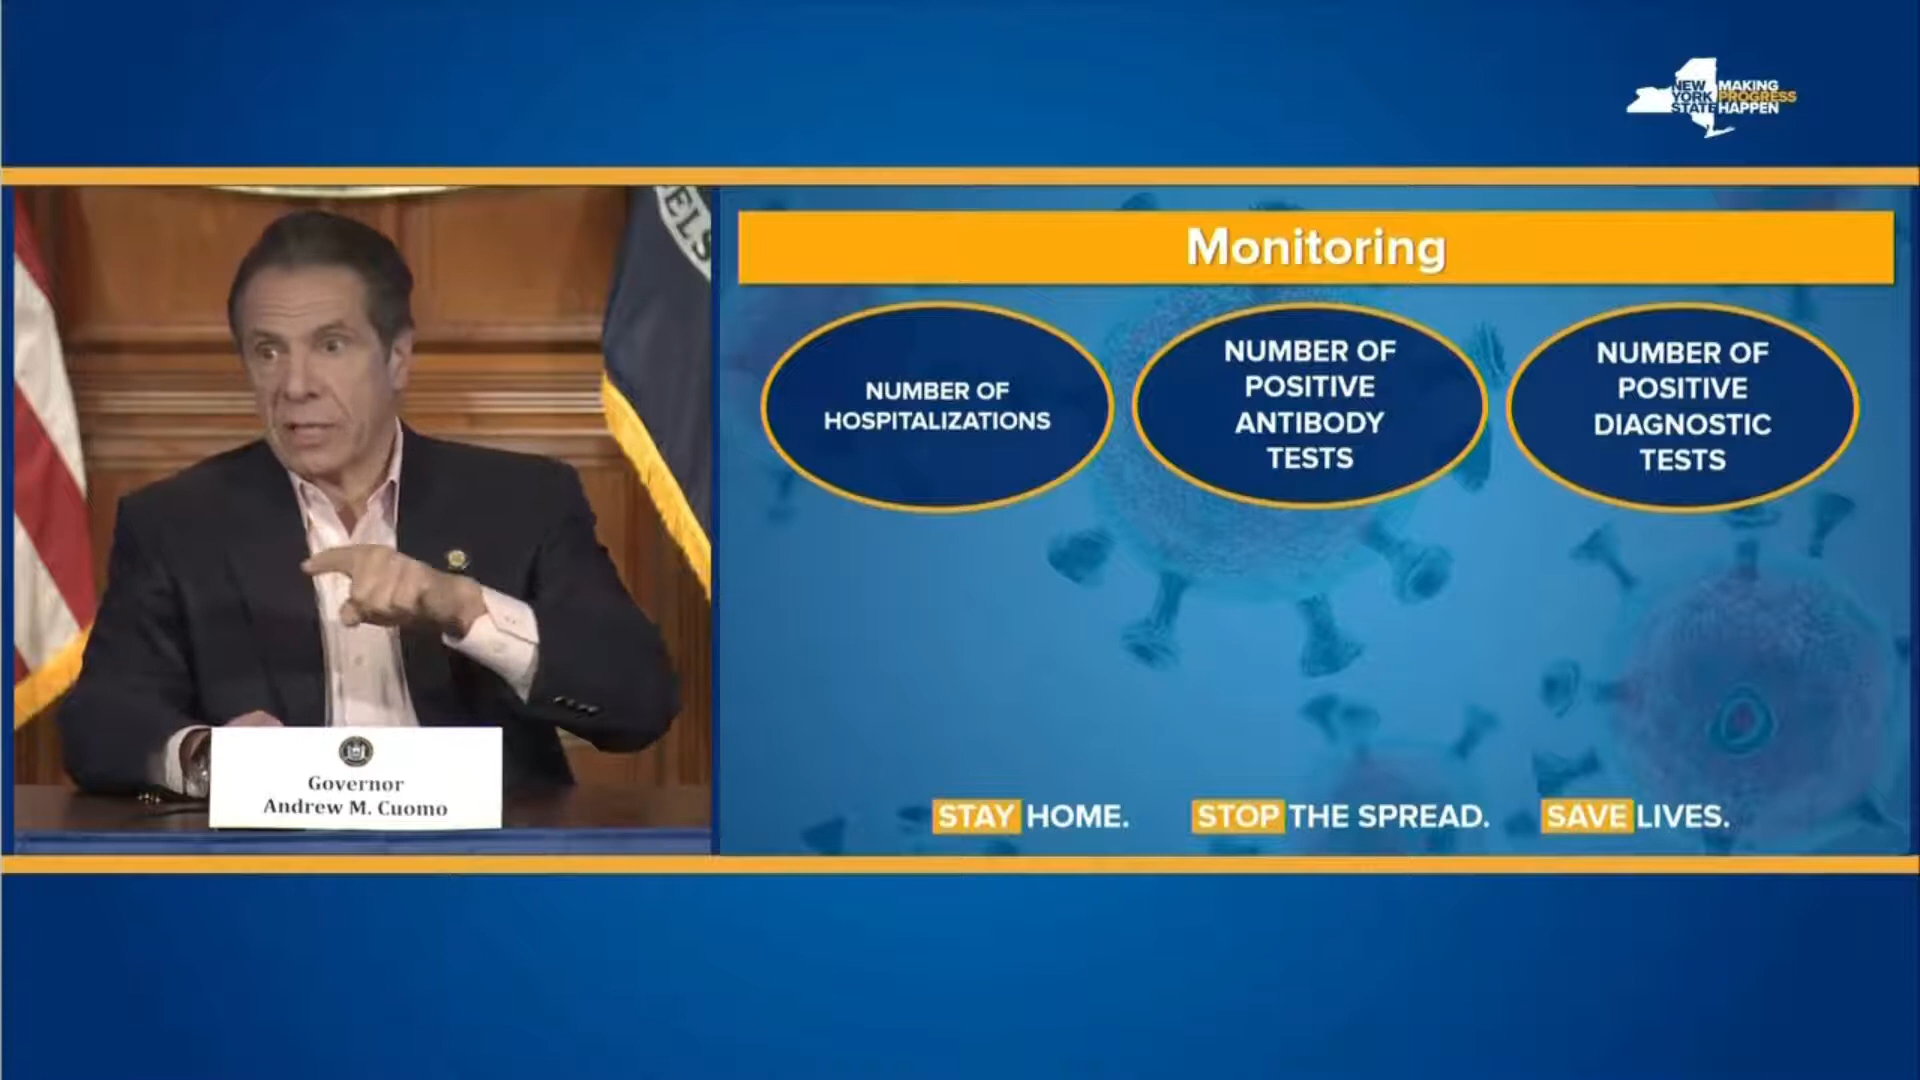 NEW
YORK
STATE
MAKING
PROGRESS
HAPPEN
ELS
Monitoring
NUMBER OF
HOSPITALIZATIONS
NUMBER OF
POSITIVE
ANTIBODY
TESTS
NUMBER OF
POSITIVE
DIAGNOSTIC
TESTS
Governor
Andrew M. Cuomo
STAY HOME. STOP THE SPREAD. SAVE LIVES.